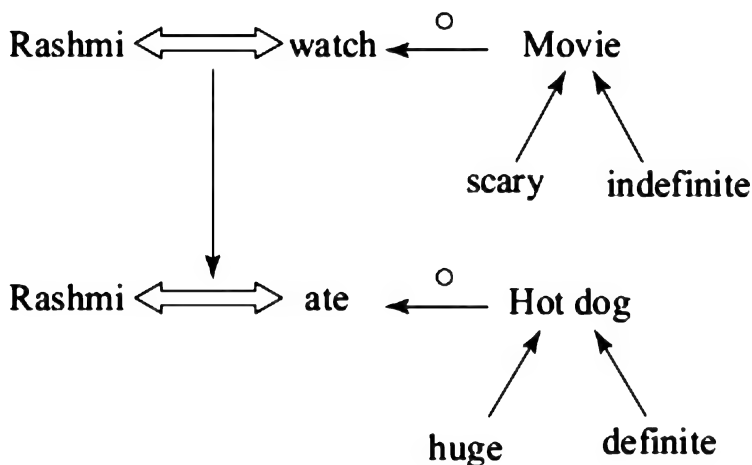 Rashmi watch o Movie
scary indefinite
Rashmi ate o Hot dog
huge definite